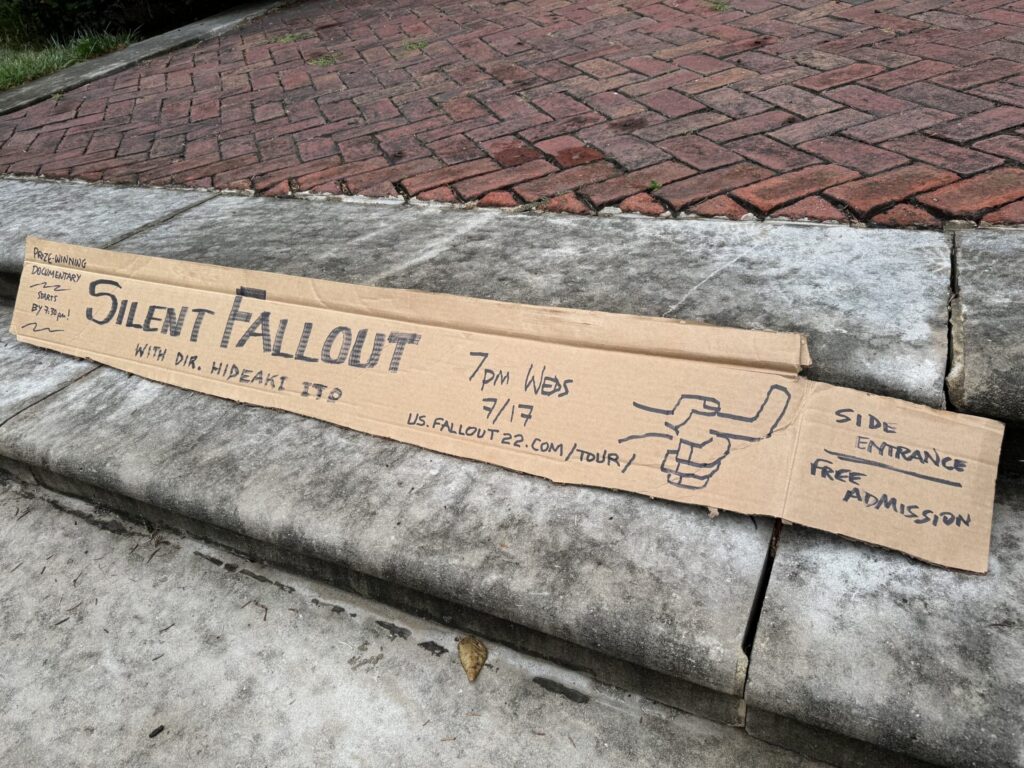 PRIZE-WINNING
DOCUMENTARY
STARTS
BY 7:30pm!
SILENT FALLOUT
WITH DIR. HIDEAKI ITO
7pm WEDS
7/17
US.FALLOUT22.COM/TOUR/
SIDE
ENTRANCE
FREE
ADMISSION